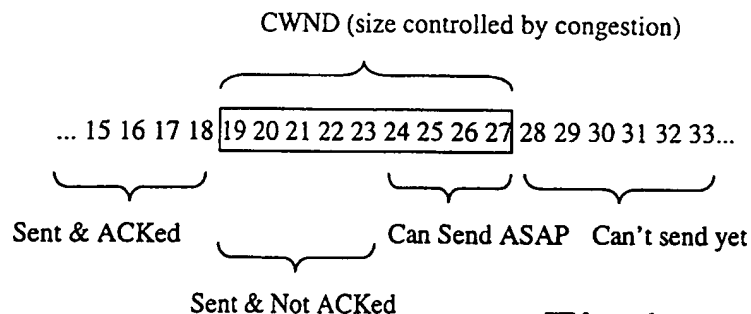 CWND (size controlled by congestion)
... 15 16 17 18 19 20 21 22 23 24 25 26 27 28 29 30 31 32 33...
Sent & ACKed
Can Send ASAP
Can't send yet
Sent & Not ACKed